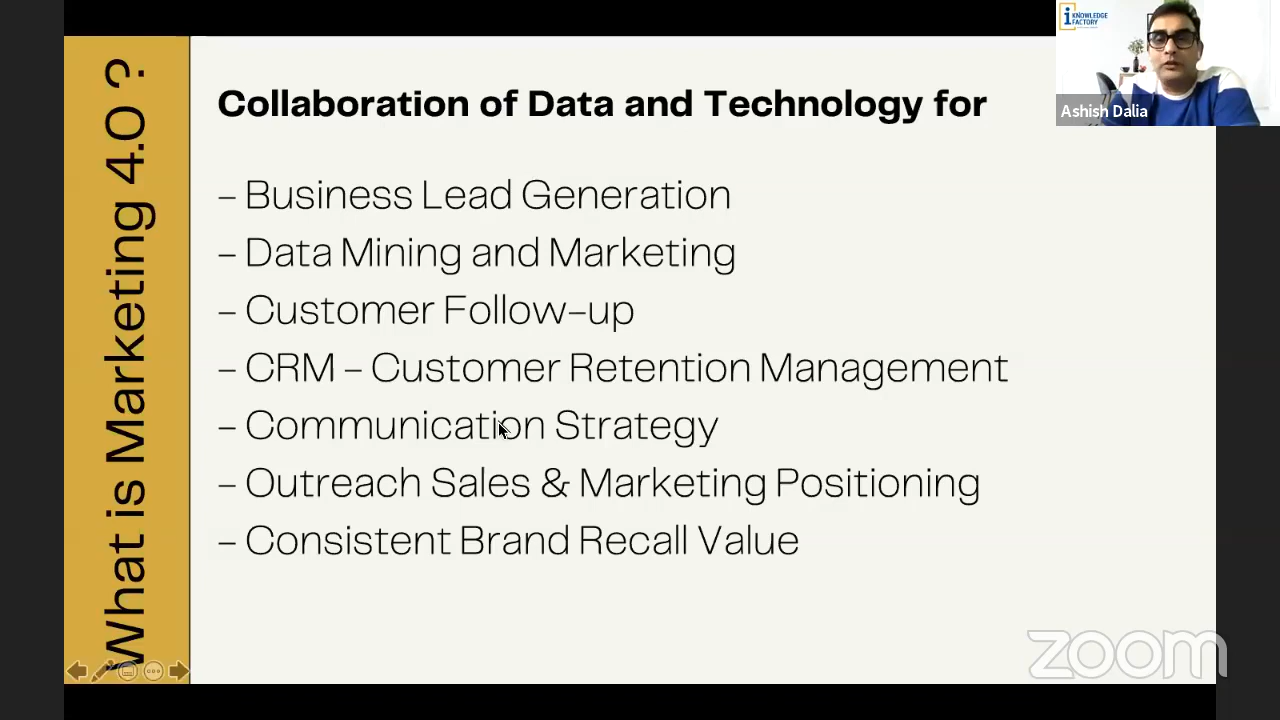 What is Marketing 4.0 ?
Collaboration of Data and Technology for
– Business Lead Generation
– Data Mining and Marketing
– Customer Follow-up
– CRM – Customer Retention Management
– Communication Strategy
– Outreach Sales & Marketing Positioning
– Consistent Brand Recall Value
i KNOWLEDGE
FACTORY
Ashish Dalia
zoom